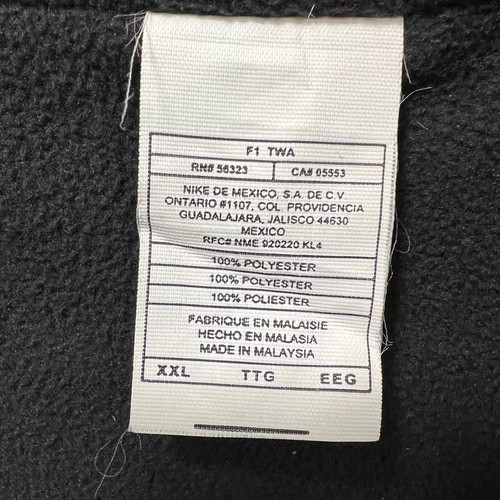 F1 TWA
RN# 56323 CA# 05553
NIKE DE MEXICO, S.A. DE C.V
ONTARIO #1107, COL. PROVIDENCIA
GUADALAJARA, JALISCO 44630
MEXICO
RFC# NME 920220 KL4
100% POLYESTER
100% POLYESTER
100% POLIESTER
FABRIQUE EN MALAISIE
HECHO EN MALASIA
MADE IN MALAYSIA
XXL TTG EEG